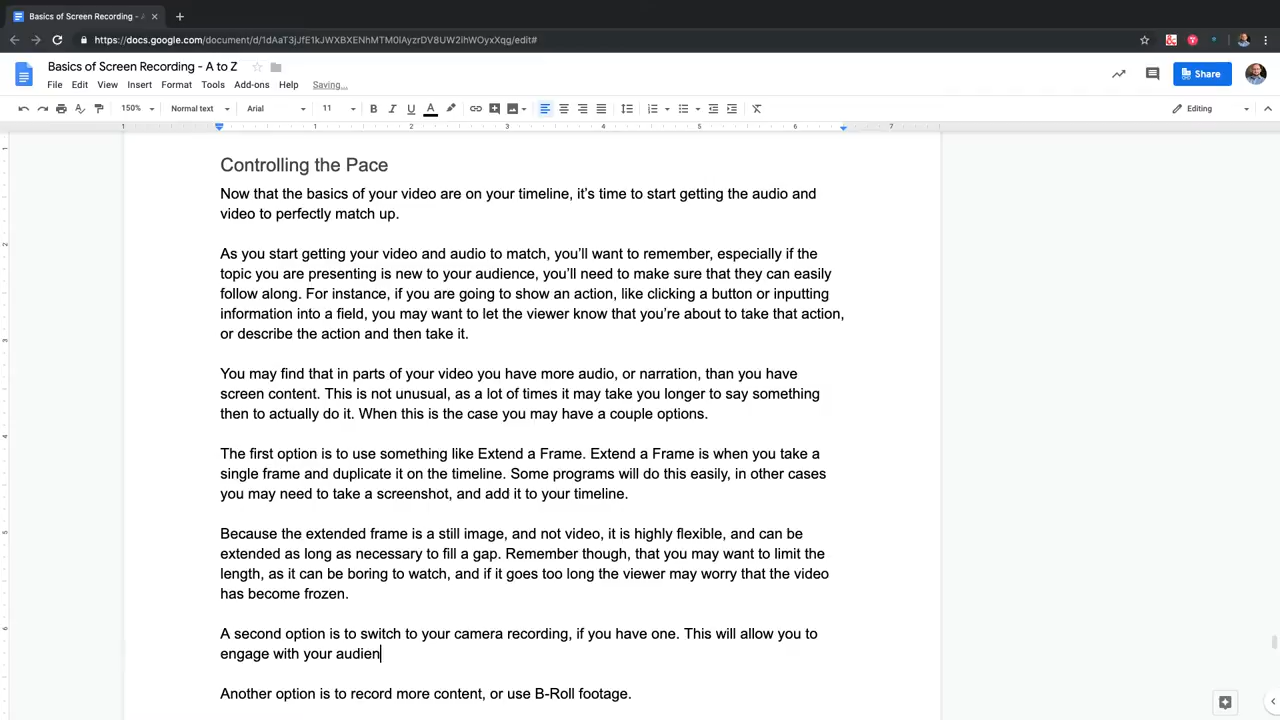 Basics of Screen Recording - A
https://docs.google.com/document/d/1dAaT3jJfE1kJWXBXENhMTM0IAyzrDV8UW2IhWOyxXqg/edit#
Basics of Screen Recording - A to Z
File Edit View Insert Format Tools Add-ons Help Saving...
Share
150% Normal text Arial 11 Editing
1 1 2 3 4 5 6 7
Controlling the Pace
Now that the basics of your video are on your timeline, it's time to start getting the audio and
video to perfectly match up.
As you start getting your video and audio to match, you'll want to remember, especially if the
topic you are presenting is new to your audience, you'll need to make sure that they can easily
follow along. For instance, if you are going to show an action, like clicking a button or inputting
information into a field, you may want to let the viewer know that you're about to take that action,
or describe the action and then take it.
You may find that in parts of your video you have more audio, or narration, than you have
screen content. This is not unusual, as a lot of times it may take you longer to say something
then to actually do it. When this is the case you may have a couple options.
The first option is to use something like Extend a Frame. Extend a Frame is when you take a
single frame and duplicate it on the timeline. Some programs will do this easily, in other cases
you may need to take a screenshot, and add it to your timeline.
Because the extended frame is a still image, and not video, it is highly flexible, and can be
extended as long as necessary to fill a gap. Remember though, that you may want to limit the
length, as it can be boring to watch, and if it goes too long the viewer may worry that the video
has become frozen.
A second option is to switch to your camera recording, if you have one. This will allow you to
engage with your audien
Another option is to record more content, or use B-Roll footage.